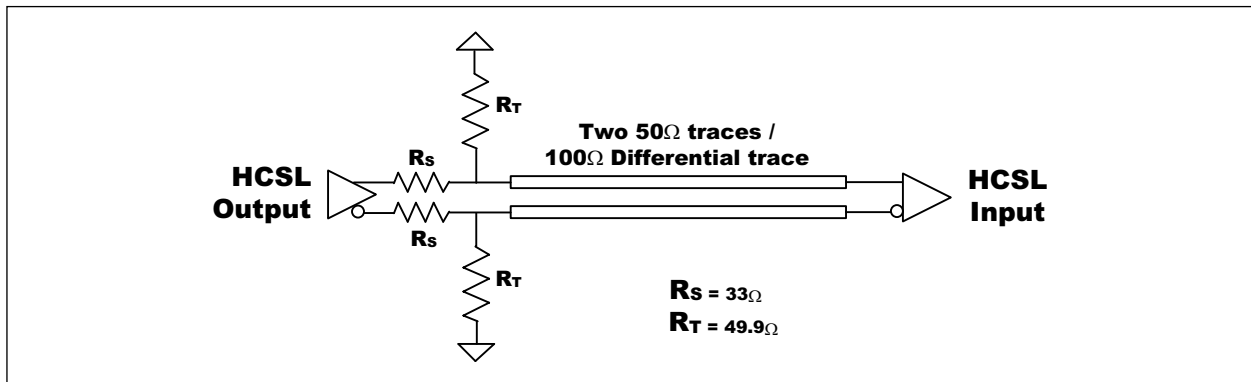 RT
Two 50Ω traces /
100Ω Differential trace
RS
HCSL
Output
HCSL
Input
RS
RT
RS = 33Ω
RT = 49.9Ω